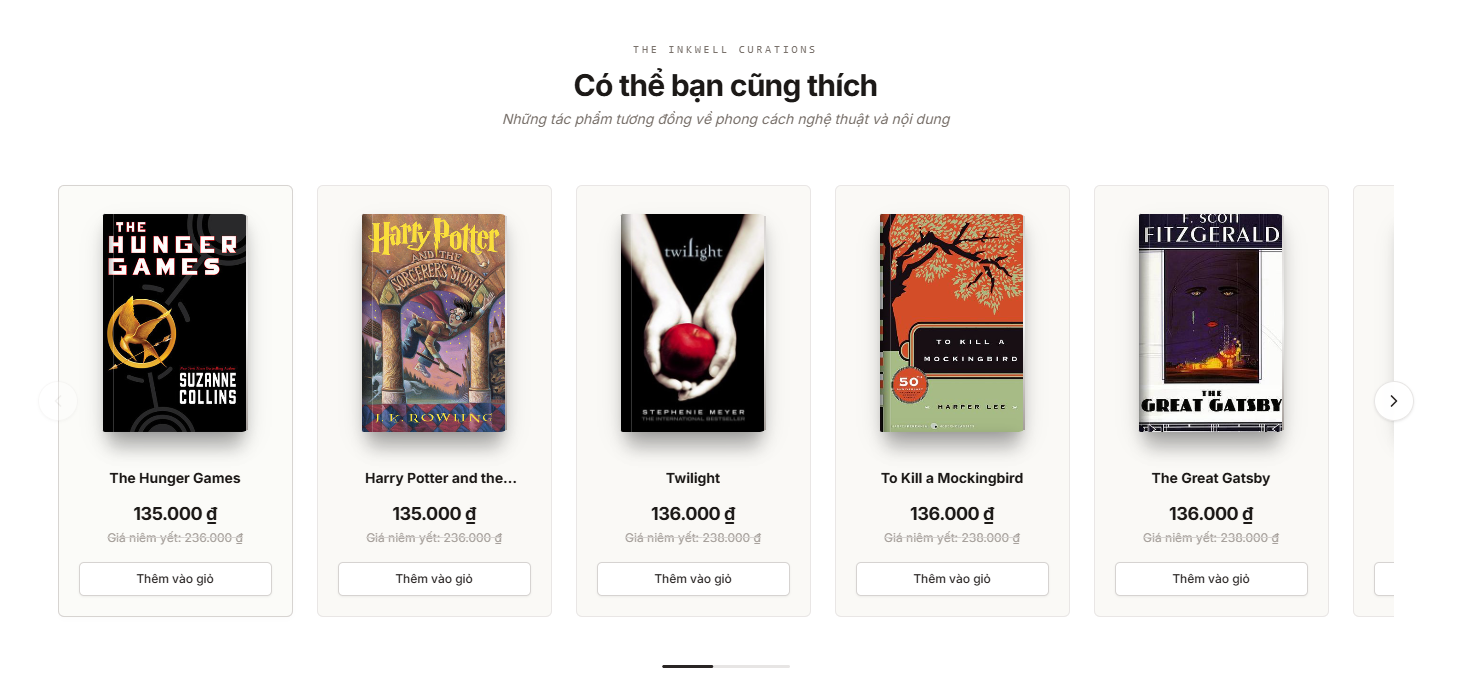 THE INKWELL CURATIONS
Có thể bạn cũng thích
Những tác phẩm tương đồng về phong cách nghệ thuật và nội dung
THE
HUNGER
GAMES
SUZANNE
COLLINS
The Hunger Games
135.000 ₫
Giá niêm yết: 236.000 ₫
Thêm vào giỏ
Harry Potter
AND THE
SORCERER'S STONE
J. K. ROWLING
Harry Potter and the...
135.000 ₫
Giá niêm yết: 236.000 ₫
Thêm vào giỏ
twilight
STEPHENIE MEYER
THE INTERNATIONAL BESTSELLER
Twilight
136.000 ₫
Giá niêm yết: 238.000 ₫
Thêm vào giỏ
TO KILL A
MOCKINGBIRD
50
HARPER LEE
To Kill a Mockingbird
136.000 ₫
Giá niêm yết: 238.000 ₫
Thêm vào giỏ
F. SCOTT
FITZGERALD
THE
GREAT GATSBY
The Great Gatsby
136.000 ₫
Giá niêm yết: 238.000 ₫
Thêm vào giỏ